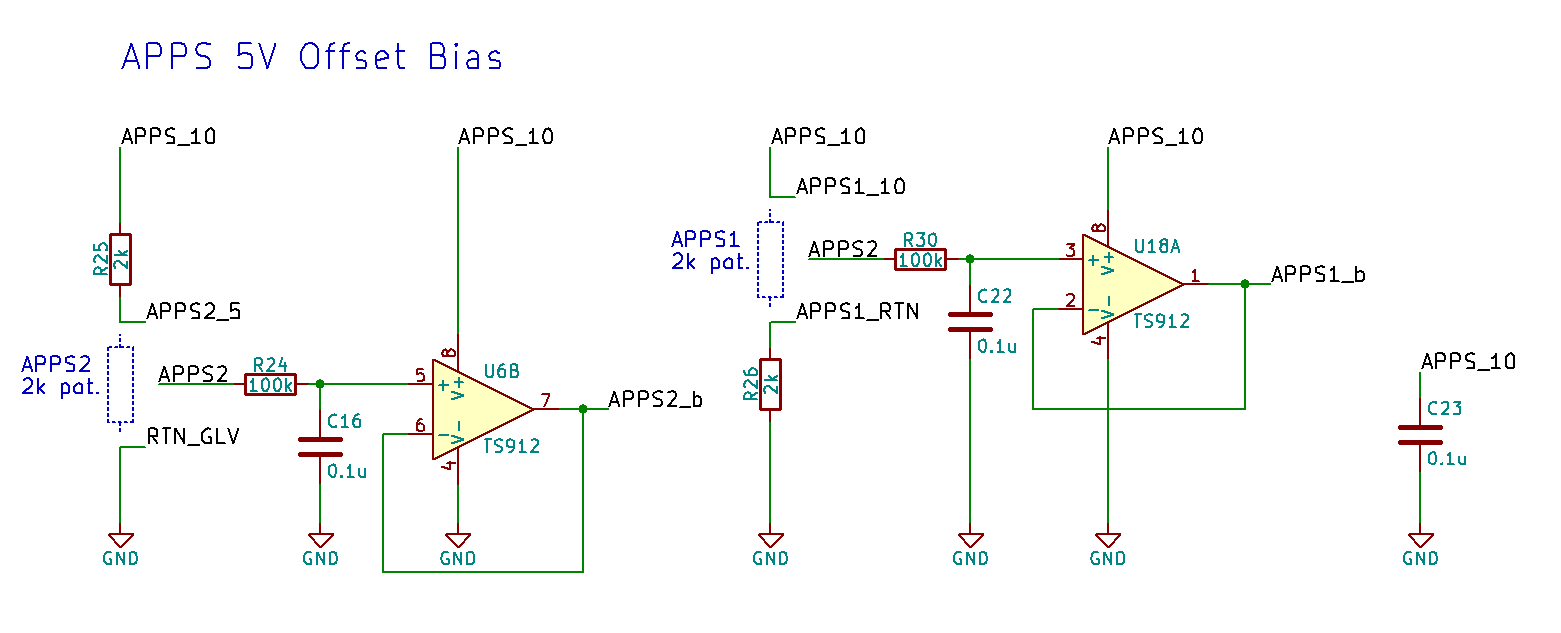 APPS 5V Offset Bias
APPS_10
R25
2k
APPS2_5
APPS2
2k pot.
RTN_GLV
GND
APPS2
R24
100k
C16
0.1u
GND
APPS_10
5
6
8
4
+
-
V+
V-
U6B
TS912
7
APPS2_b
GND
APPS_10
APPS1_10
APPS1
2k pot.
APPS1_RTN
R26
2k
GND
APPS2
R30
100k
C22
0.1u
GND
APPS_10
3
2
8
4
+
-
V+
V-
U18A
TS912
1
APPS1_b
GND
APPS_10
C23
0.1u
GND